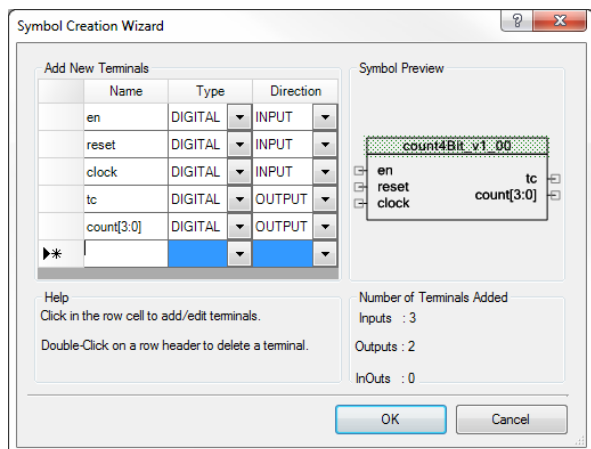 Symbol Creation Wizard
Add New Terminals
Name Type Direction
en DIGITAL INPUT
reset DIGITAL INPUT
clock DIGITAL INPUT
tc DIGITAL OUTPUT
count[3:0] DIGITAL OUTPUT
Help
Click in the row cell to add/edit terminals.
Double-Click on a row header to delete a terminal.
Symbol Preview
count4Bit_v1_00
en
reset
clock
tc
count[3:0]
Number of Terminals Added
Inputs : 3
Outputs : 2
InOuts : 0
OK Cancel